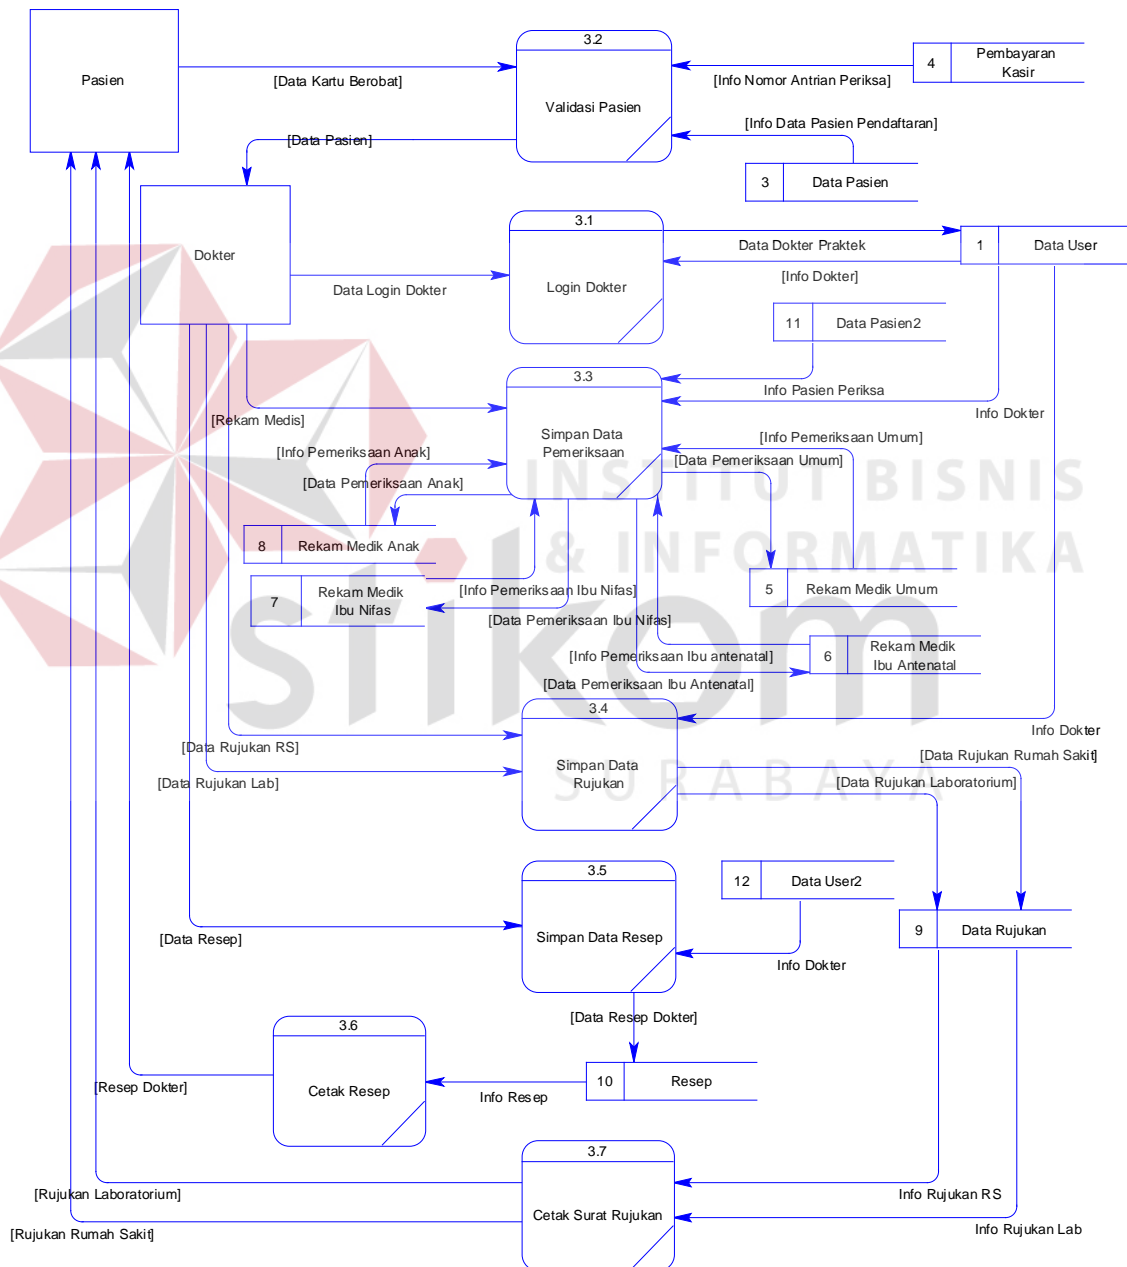 Pasien
[Data Kartu Berobat]
3.2
Validasi Pasien
4
Pembayaran
Kasir
[Info Nomor Antrian Periksa]
[Info Data Pasien Pendaftaran]
[Data Pasien]
3
Data Pasien
Dokter
3.1
Login Dokter
Data Dokter Praktek
1
Data User
[Info Dokter]
Data Login Dokter
11
Data Pasien2
3.3
Simpan Data
Pemeriksaan
Info Pasien Periksa
Info Dokter
[Rekam Medis]
[Info Pemeriksaan Umum]
[Info Pemeriksaan Anak]
[Data Pemeriksaan Umum]
[Data Pemeriksaan Anak]
INSTITUT BISNIS
& INFORMATIKA
8
Rekam Medik Anak
7
Rekam Medik
Ibu Nifas
[Info Pemeriksaan Ibu Nifas]
5
Rekam Medik Umum
[Data Pemeriksaan Ibu Nifas]
stikom
[Info Pemeriksaan Ibu antenatal]
6
Rekam Medik
Ibu Antenatal
[Data Pemeriksaan Ibu Antenatal]
3.4
Simpan Data
Rujukan
Info Dokter
[Data Rujukan RS]
[Data Rujukan Rumah Sakit]
[Data Rujukan Lab]
[Data Rujukan Laboratorium]
SURABAYA
3.5
Simpan Data Resep
12
Data User2
9
Data Rujukan
[Data Resep]
Info Dokter
[Data Resep Dokter]
3.6
Cetak Resep
10
Resep
[Resep Dokter]
Info Resep
3.7
Cetak Surat Rujukan
[Rujukan Laboratorium]
Info Rujukan RS
[Rujukan Rumah Sakit]
Info Rujukan Lab